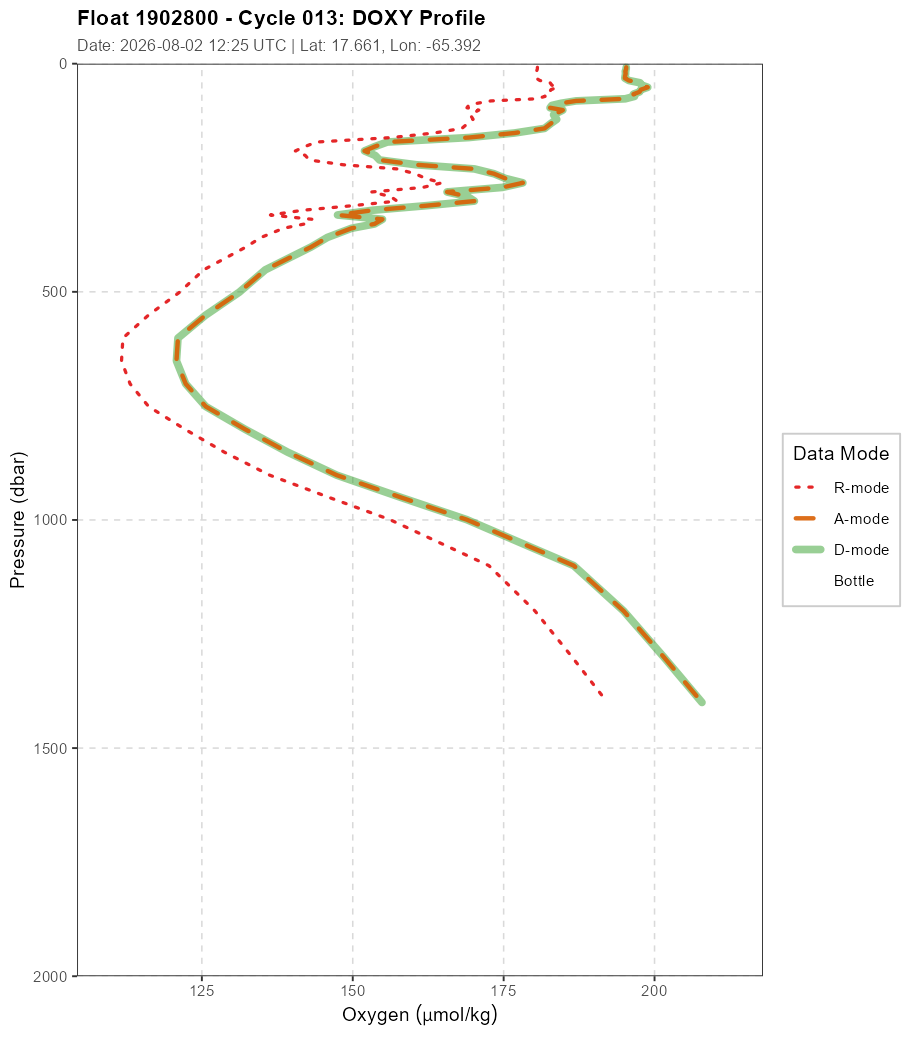 Float 1902800 - Cycle 013: DOXY Profile
Date: 2026-08-02 12:25 UTC | Lat: 17.661, Lon: -65.392
0
500
1000
1500
2000
Pressure (dbar)
125 150 175 200
Oxygen (μmol/kg)
Data Mode
R-mode
A-mode
D-mode
Bottle